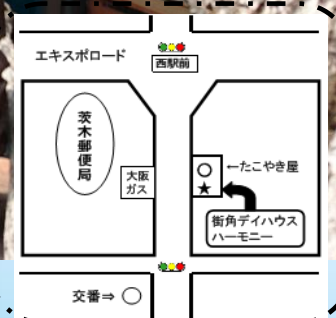 エキスポロード
西駅前
茨木郵便局
大阪
ガス
←たこやき屋
街角デイハウス
ハーモニー
交番⇒